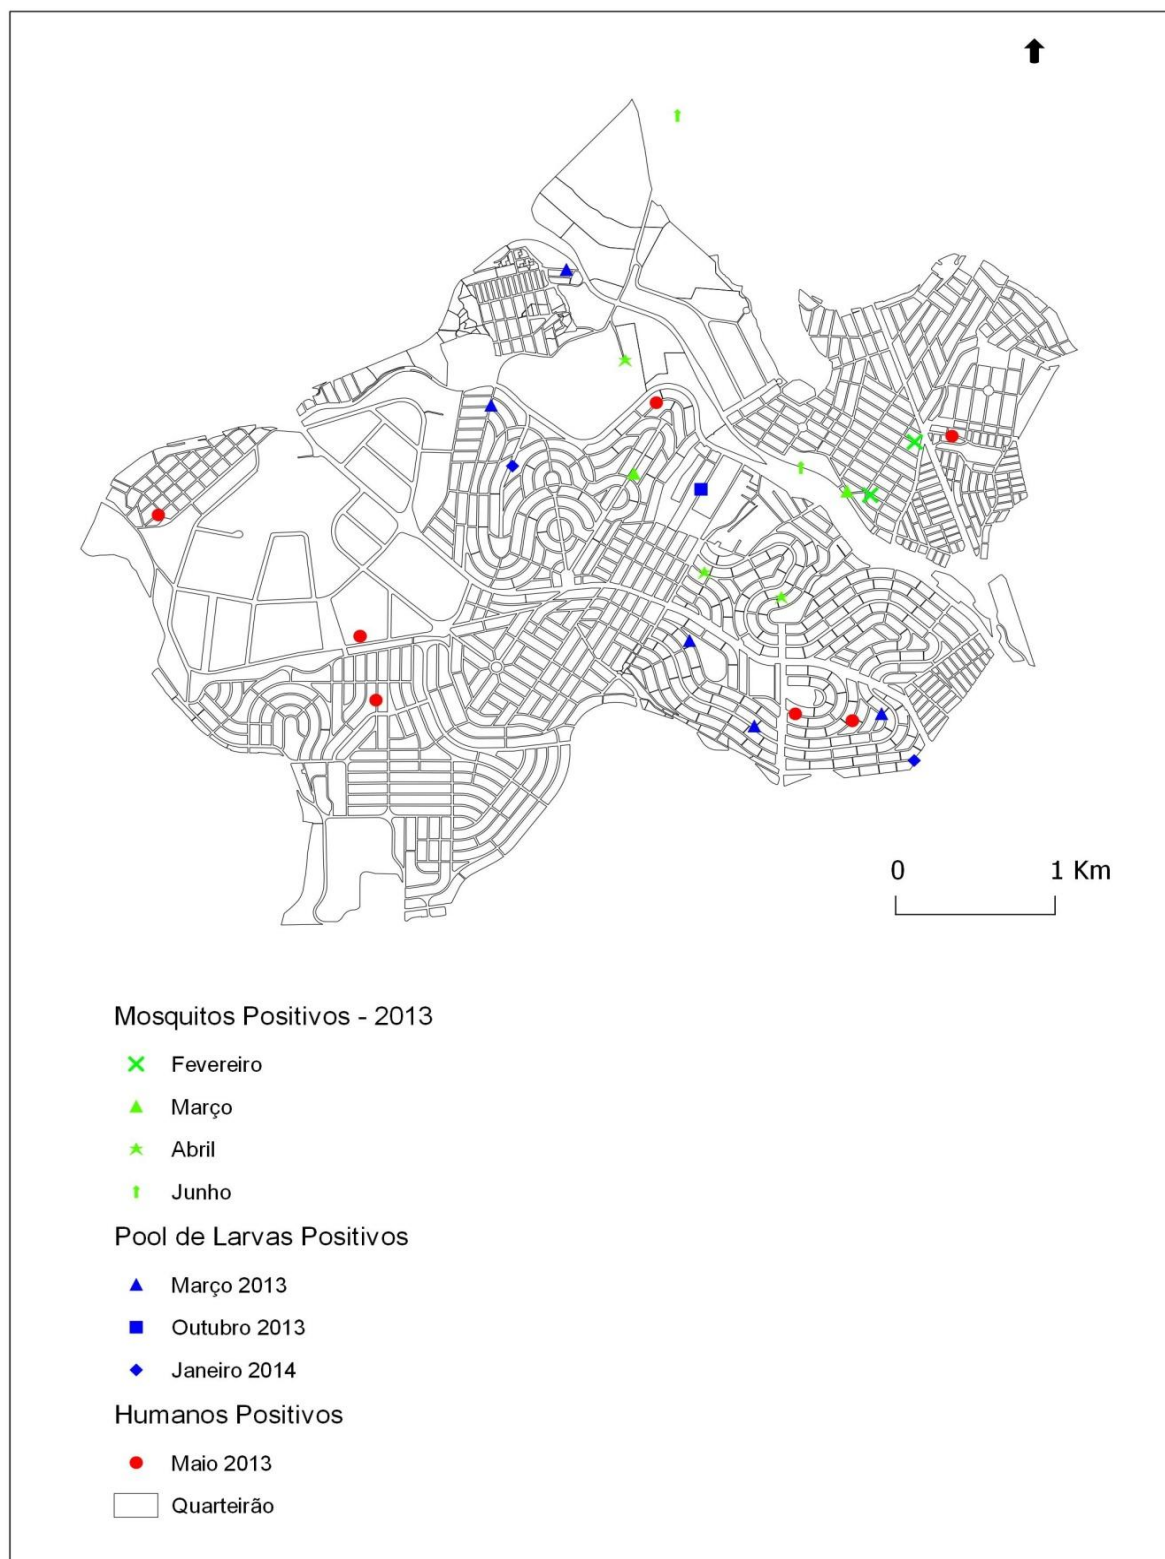 0 1 Km
Mosquitos Positivos - 2013
Fevereiro
Março
Abril
Junho
Pool de Larvas Positivos
Março 2013
Outubro 2013
Janeiro 2014
Humanos Positivos
Maio 2013
Quarteirão